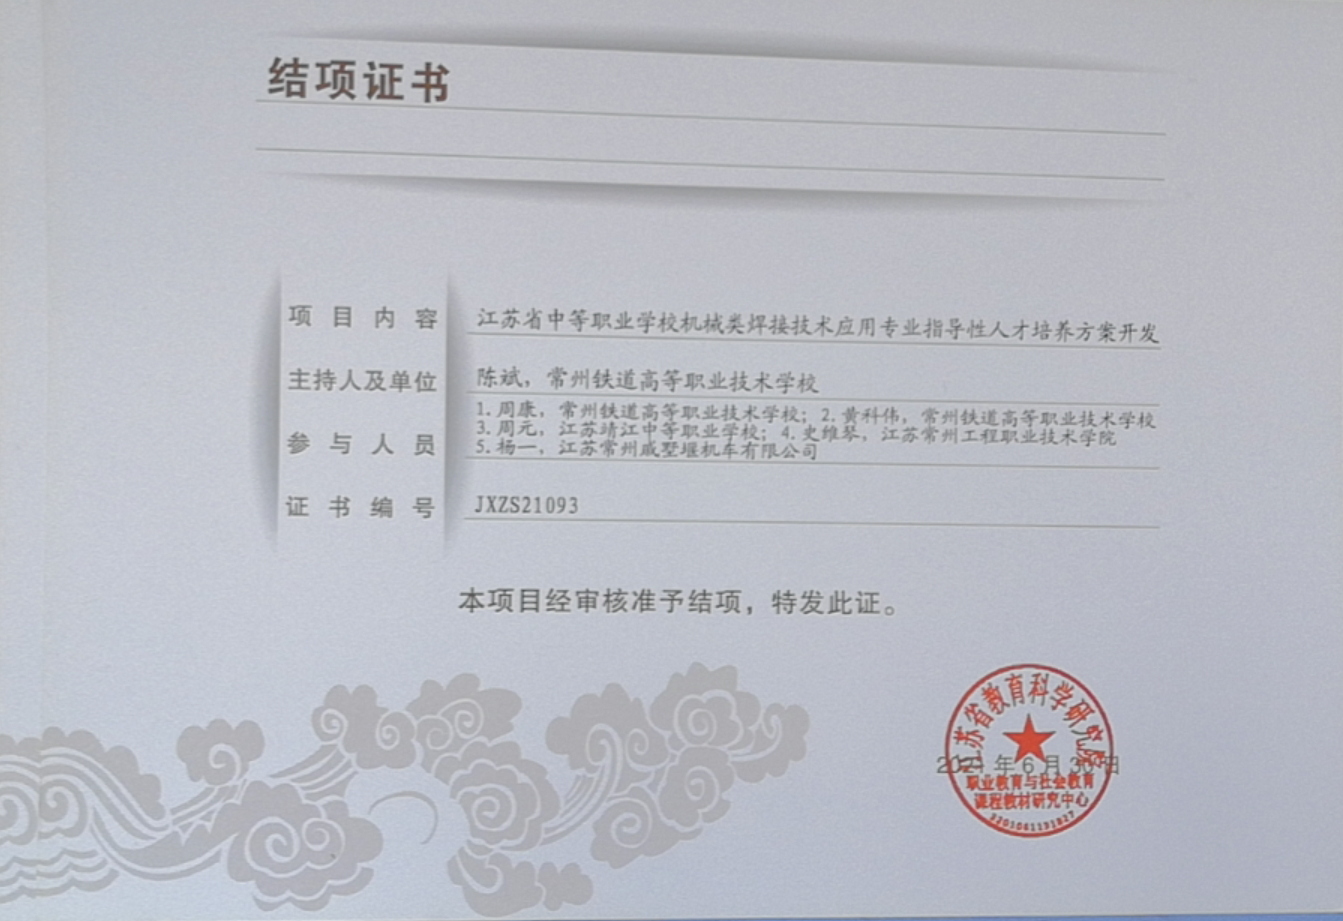 结项证书
项目内容 江苏省中等职业学校机械类焊接技术应用专业指导性人才培养方案开发
主持人及单位 陈斌，常州铁道高等职业技术学校
参与人员 1.周康，常州铁道高等职业技术学校；2.黄科伟，常州铁道高等职业技术学校
3.周元，江苏靖江中等职业学校；4.史维琴，江苏常州工程职业技术学院
5.杨一，江苏常州戚墅堰机车有限公司
证书编号 JXZS21093
本项目经审核准予结项，特发此证。
江苏省教育科学研究院
2021年6月30日
职业教育与社会教育
课程教材研究中心